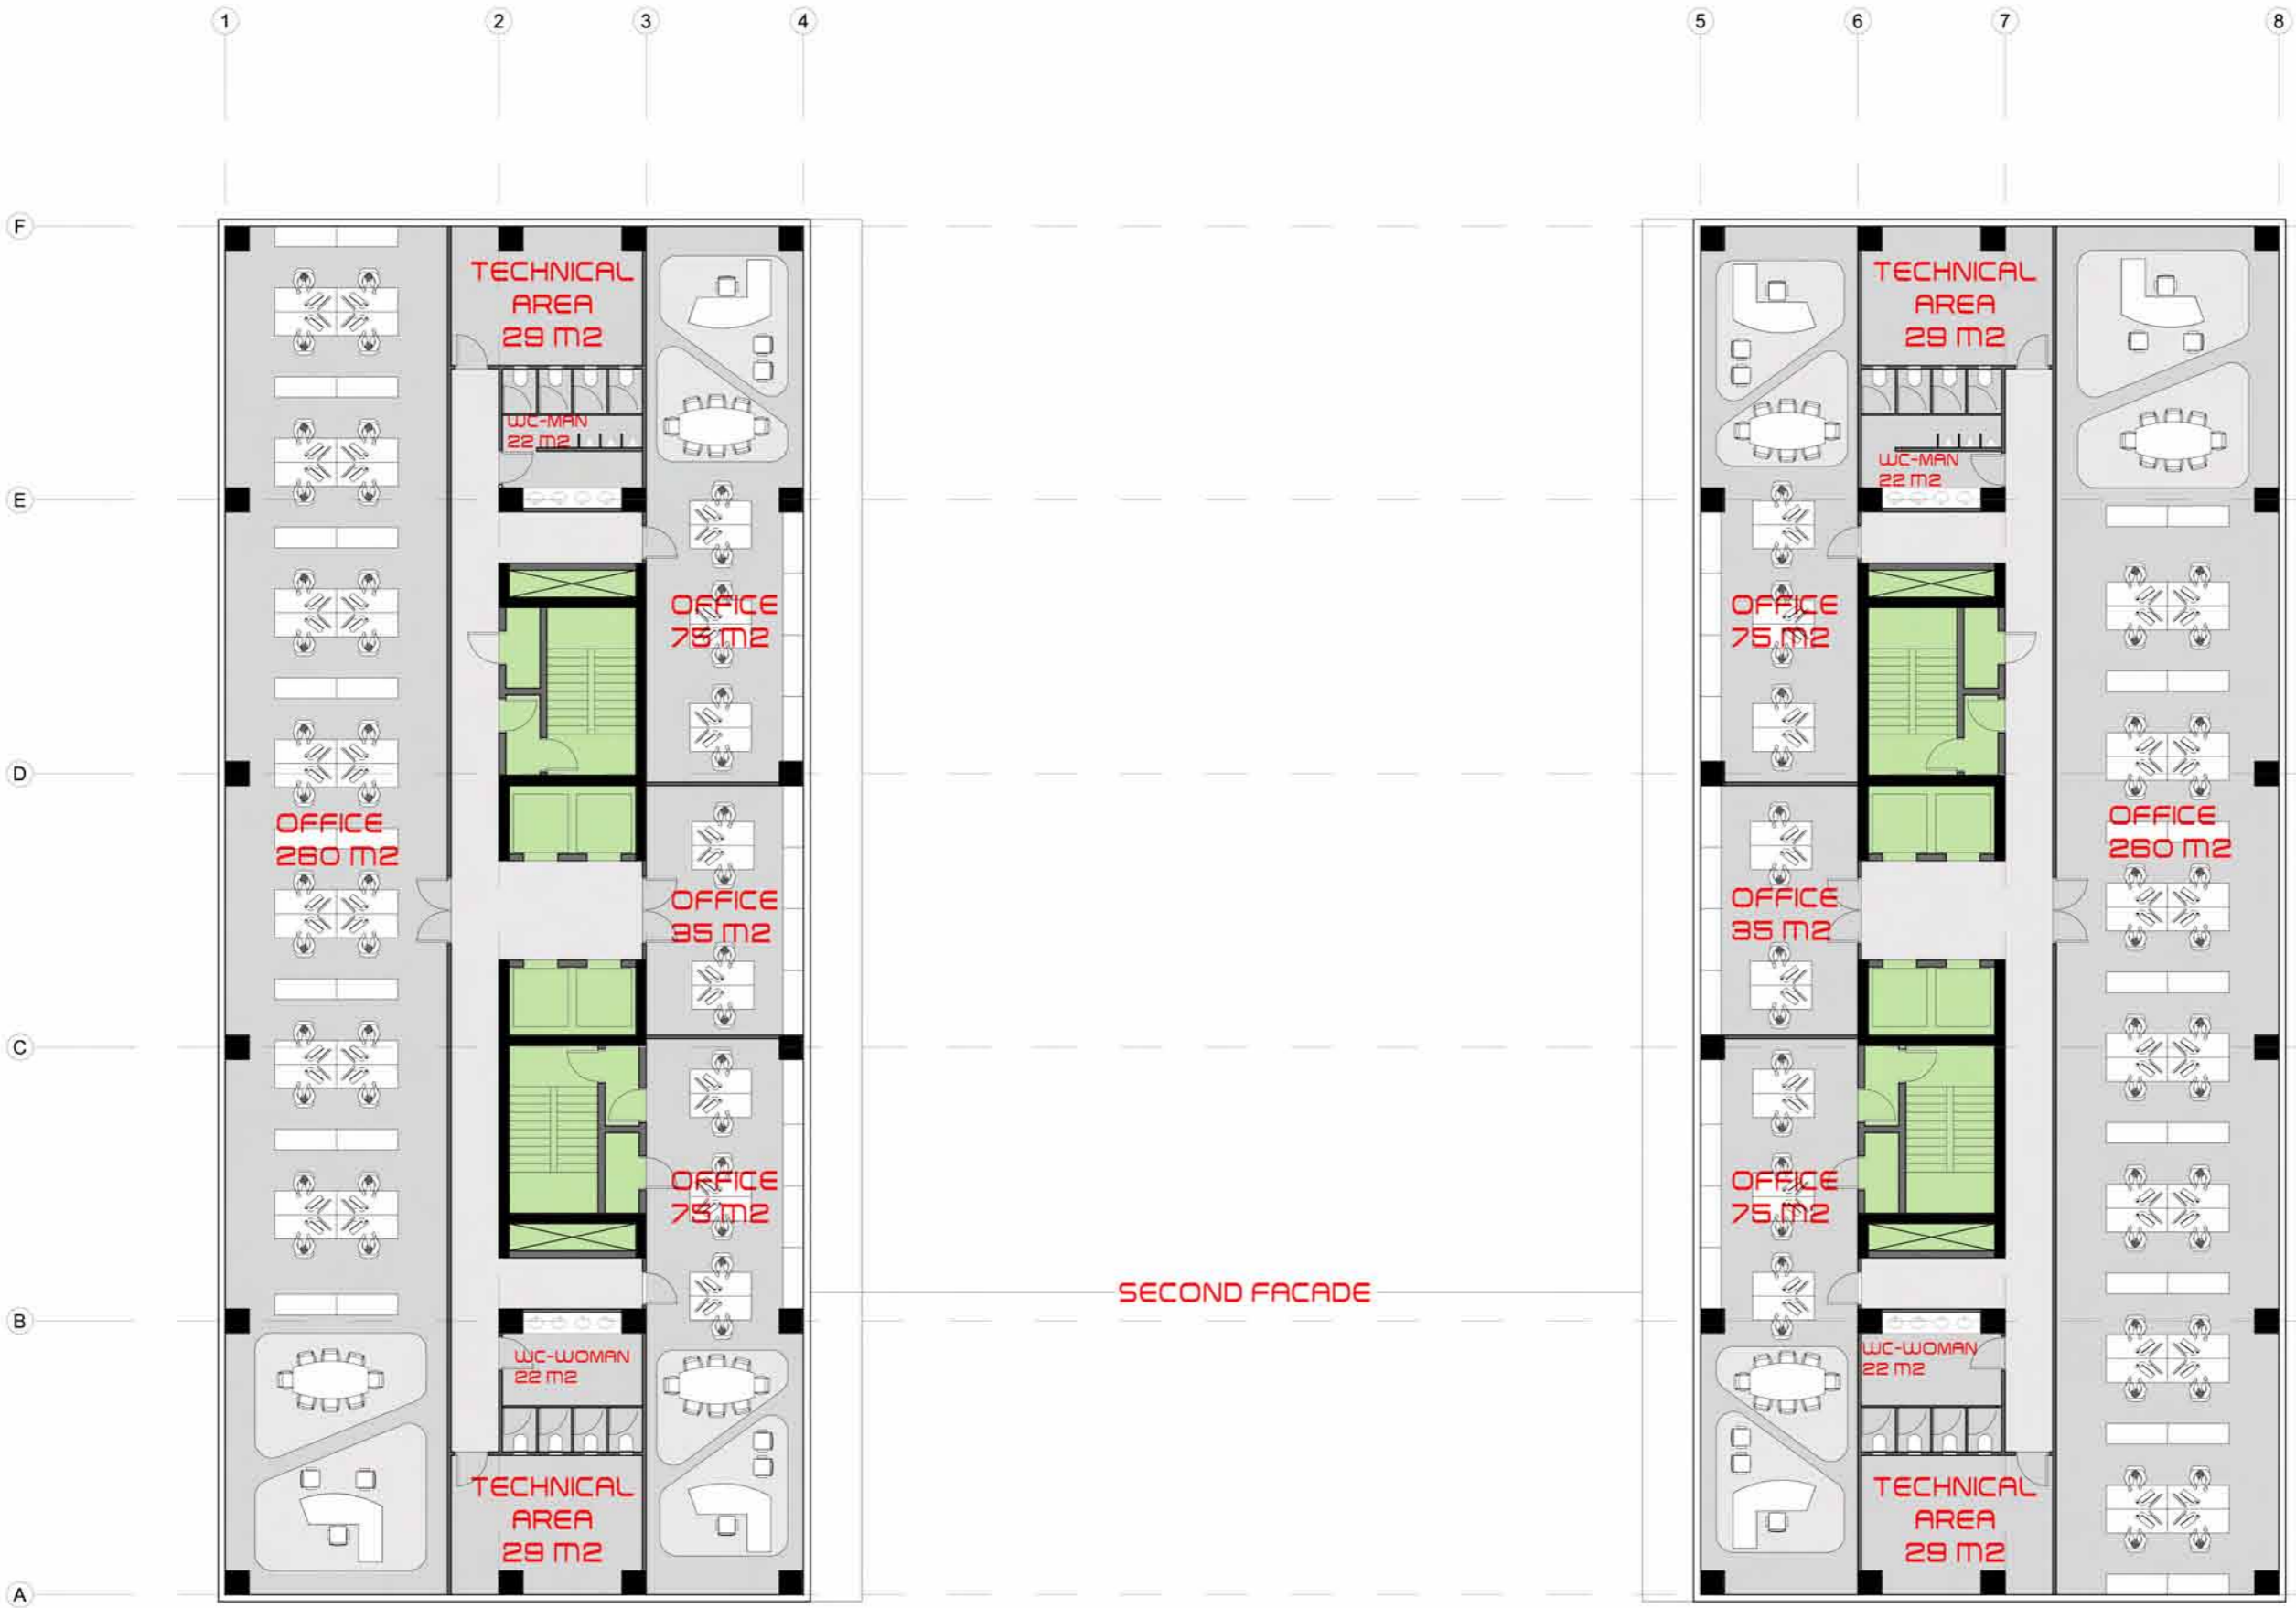 1 2 3 4 5 6 7 8
F
TECHNICAL
AREA
29 m2
TECHNICAL
AREA
29 m2
WC-MAN
22 m2
WC-MAN
22 m2
E
OFFICE
75 m2
OFFICE
75 m2
D
OFFICE
260 m2
OFFICE
260 m2
OFFICE
35 m2
OFFICE
35 m2
C
OFFICE
75 m2
OFFICE
75 m2
SECOND FACADE
B
WC-WOMAN
22 m2
WC-WOMAN
22 m2
TECHNICAL
AREA
29 m2
TECHNICAL
AREA
29 m2
A